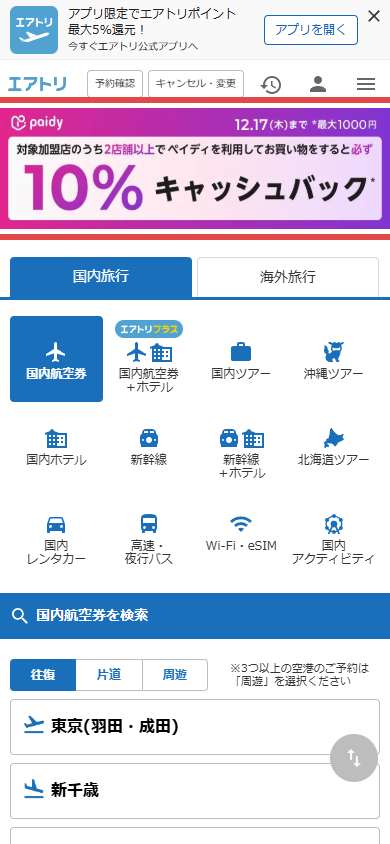 エアトリ
アプリ限定でエアトリポイント
最大5%還元！
今すぐエアトリ公式アプリへ
アプリを開く
エアトリ
予約確認
キャンセル・変更
paidy
12.17(木)まで *最大1000円
対象加盟店のうち2店舗以上でペイディを利用してお買い物をすると必ず
10%キャッシュバック*
国内旅行
海外旅行
国内航空券
エアトリプラス
国内航空券
+ホテル
国内ツアー
沖縄ツアー
国内ホテル
新幹線
新幹線
+ホテル
北海道ツアー
国内
レンタカー
高速・
夜行バス
Wi-Fi・eSIM
国内
アクティビティ
国内航空券を検索
往復
片道
周遊
※3つ以上の空港のご予約は
「周遊」を選択ください
東京(羽田・成田)
新千歳